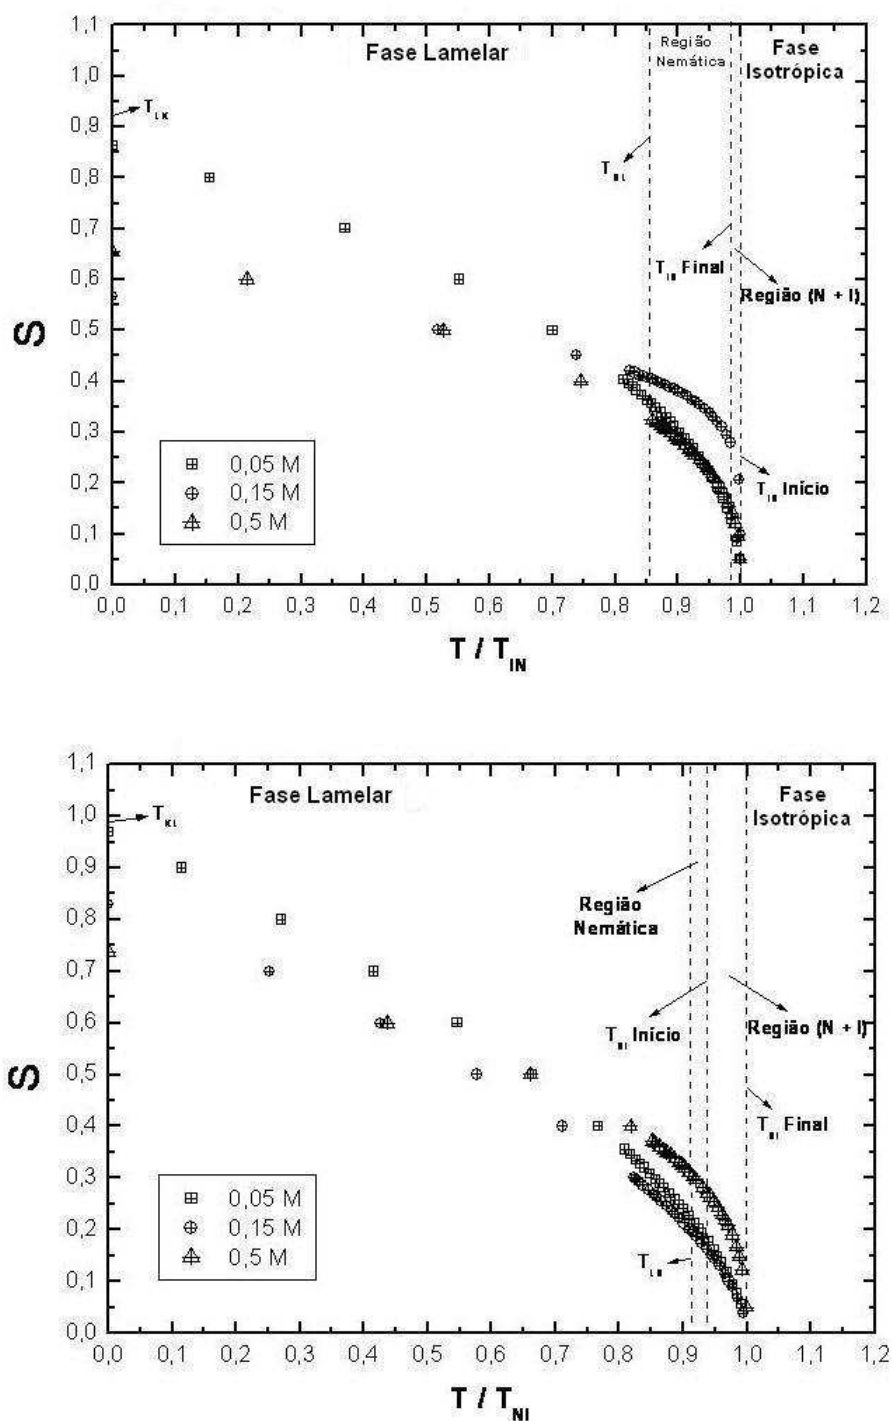 1,1
1,0
0,9
0,8
0,7
0,6
0,5
0,4
0,3
0,2
0,1
0,0
S
Fase Lamelar
Região
Nemática
Fase
Isotrópica
T
T
T Final
Região (N + I)
T Início
0,05 M
0,15 M
0,5 M
0,0 0,1 0,2 0,3 0,4 0,5 0,6 0,7 0,8 0,9 1,0 1,1 1,2
T / T_IN
1,1
1,0
0,9
0,8
0,7
0,6
0,5
0,4
0,3
0,2
0,1
0,0
S
Fase Lamelar
Fase
Isotrópica
T
Região
Nemática
T Início
Região (N + I)
T Final
T
0,05 M
0,15 M
0,5 M
0,0 0,1 0,2 0,3 0,4 0,5 0,6 0,7 0,8 0,9 1,0 1,1 1,2
T / T_NI